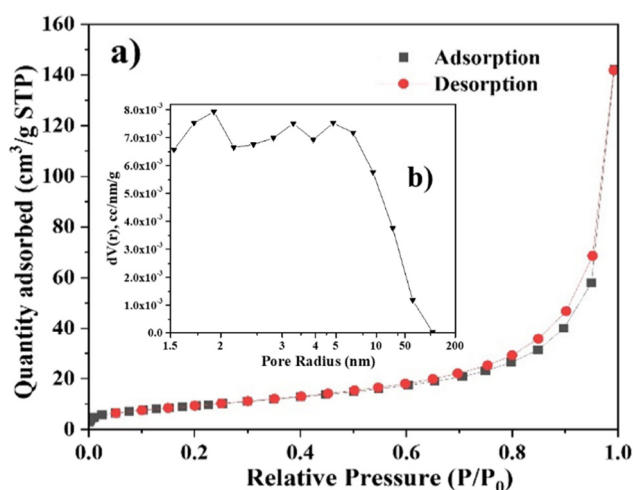 a)
Adsorption
Desorption
Quantity adsorbed (cm³/g STP)
160
140
120
100
80
60
40
20
0
0.0 0.2 0.4 0.6 0.8 1.0
Relative Pressure (P/P₀)
b)
dV(r), cc/nm/g
8.0x10⁻³
7.0x10⁻³
6.0x10⁻³
5.0x10⁻³
4.0x10⁻³
3.0x10⁻³
2.0x10⁻³
1.0x10⁻³
0.0
1.5 2 3 4 5 10 50 200
Pore Radius (nm)